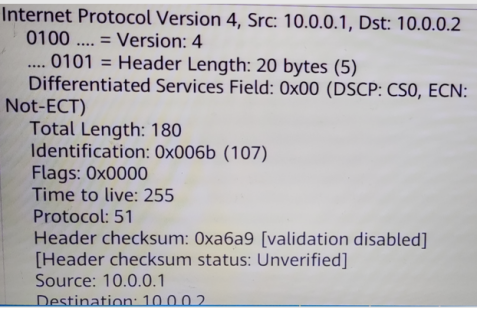 Internet Protocol Version 4, Src: 10.0.0.1, Dst: 10.0.0.2
0100 .... = Version: 4
.... 0101 = Header Length: 20 bytes (5)
Differentiated Services Field: 0x00 (DSCP: CS0, ECN:
Not-ECT)
Total Length: 180
Identification: 0x006b (107)
Flags: 0x0000
Time to live: 255
Protocol: 51
Header checksum: 0xa6a9 [validation disabled]
[Header checksum status: Unverified]
Source: 10.0.0.1
Destination: 10.0.0.2